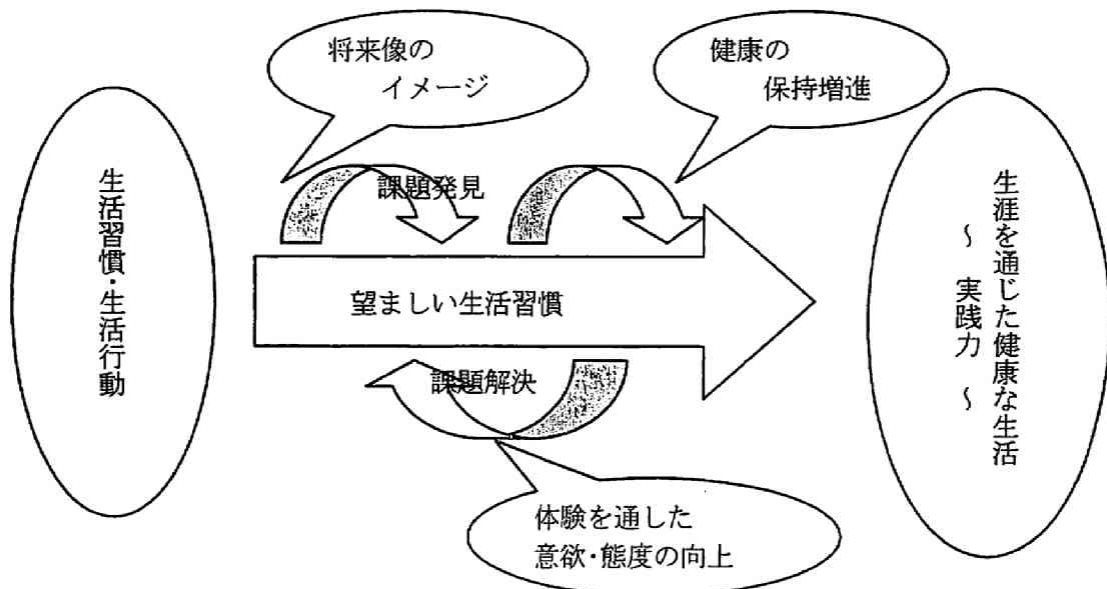 将来像の
イメージ
健康の
保持増進
生活習慣・生活行動
課題発見
望ましい生活習慣
課題解決
体験を通した
意欲・態度の向上
生涯を通じた健康な生活
～ 実践力 ～